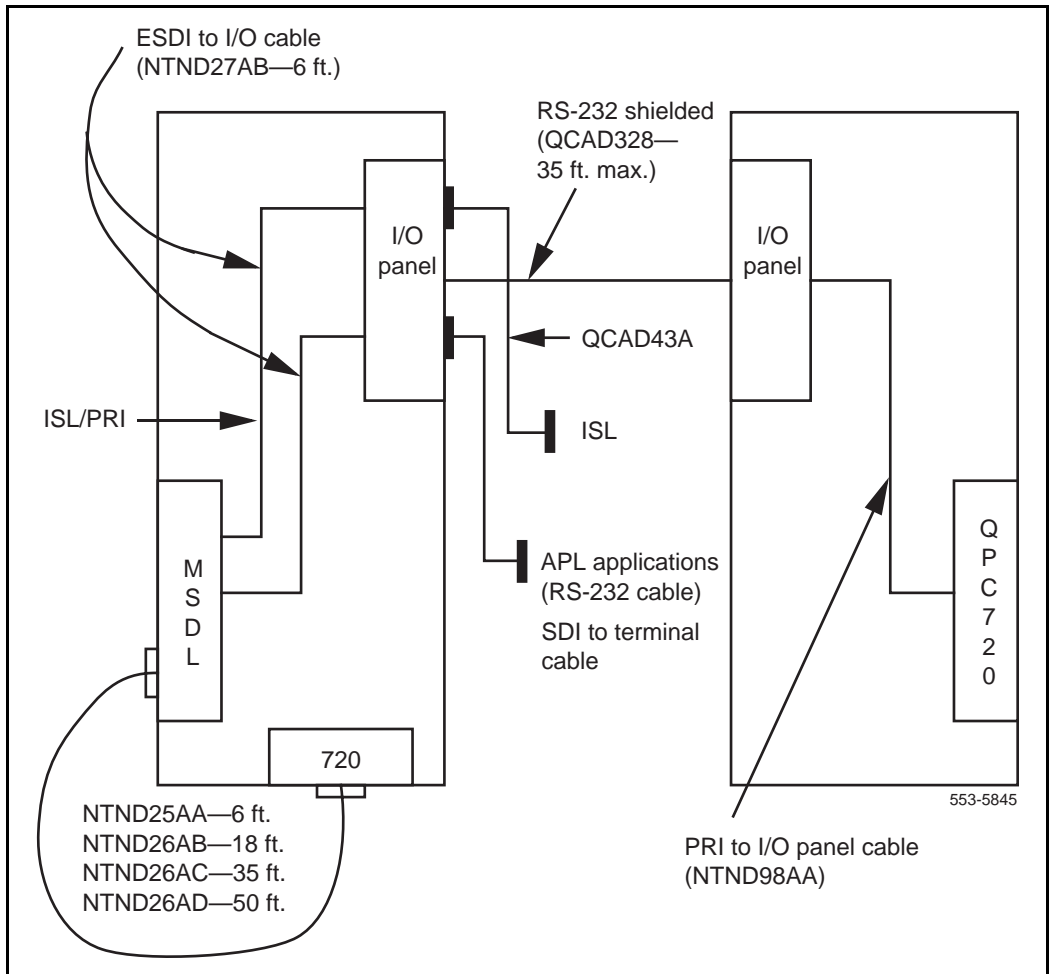 ESDI to I/O cable
(NTND27AB—6 ft.)
RS-232 shielded
(QCAD328—
35 ft. max.)
I/O
panel
I/O
panel
QCAD43A
ISL/PRI
ISL
M
S
D
L
APL applications
(RS-232 cable)
SDI to terminal
cable
Q
P
C
7
2
0
720
553-5845
NTND25AA—6 ft.
NTND26AB—18 ft.
NTND26AC—35 ft.
NTND26AD—50 ft.
PRI to I/O panel cable
(NTND98AA)